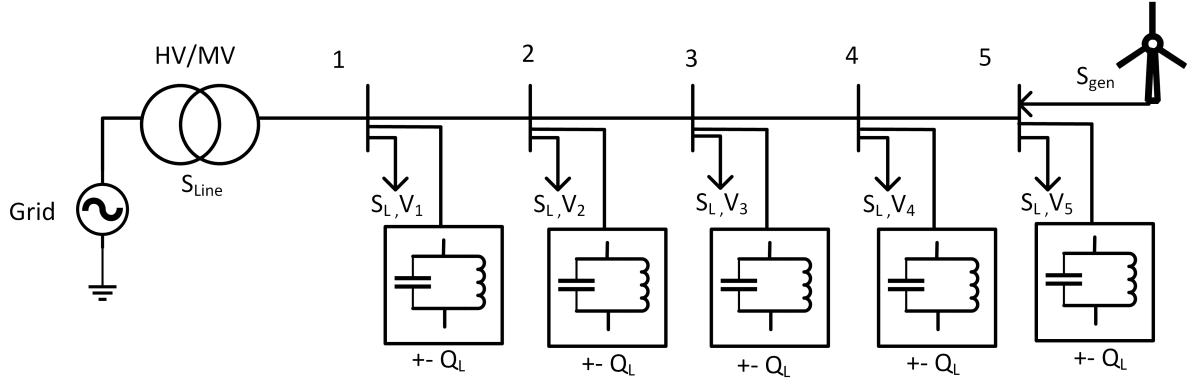 HV/MV
1
2
3
4
5
S_gen
S_Line
Grid
S_L,V_1
S_L,V_2
S_L,V_3
S_L,V_4
S_L,V_5
+- Q_L
+- Q_L
+- Q_L
+- Q_L
+- Q_L